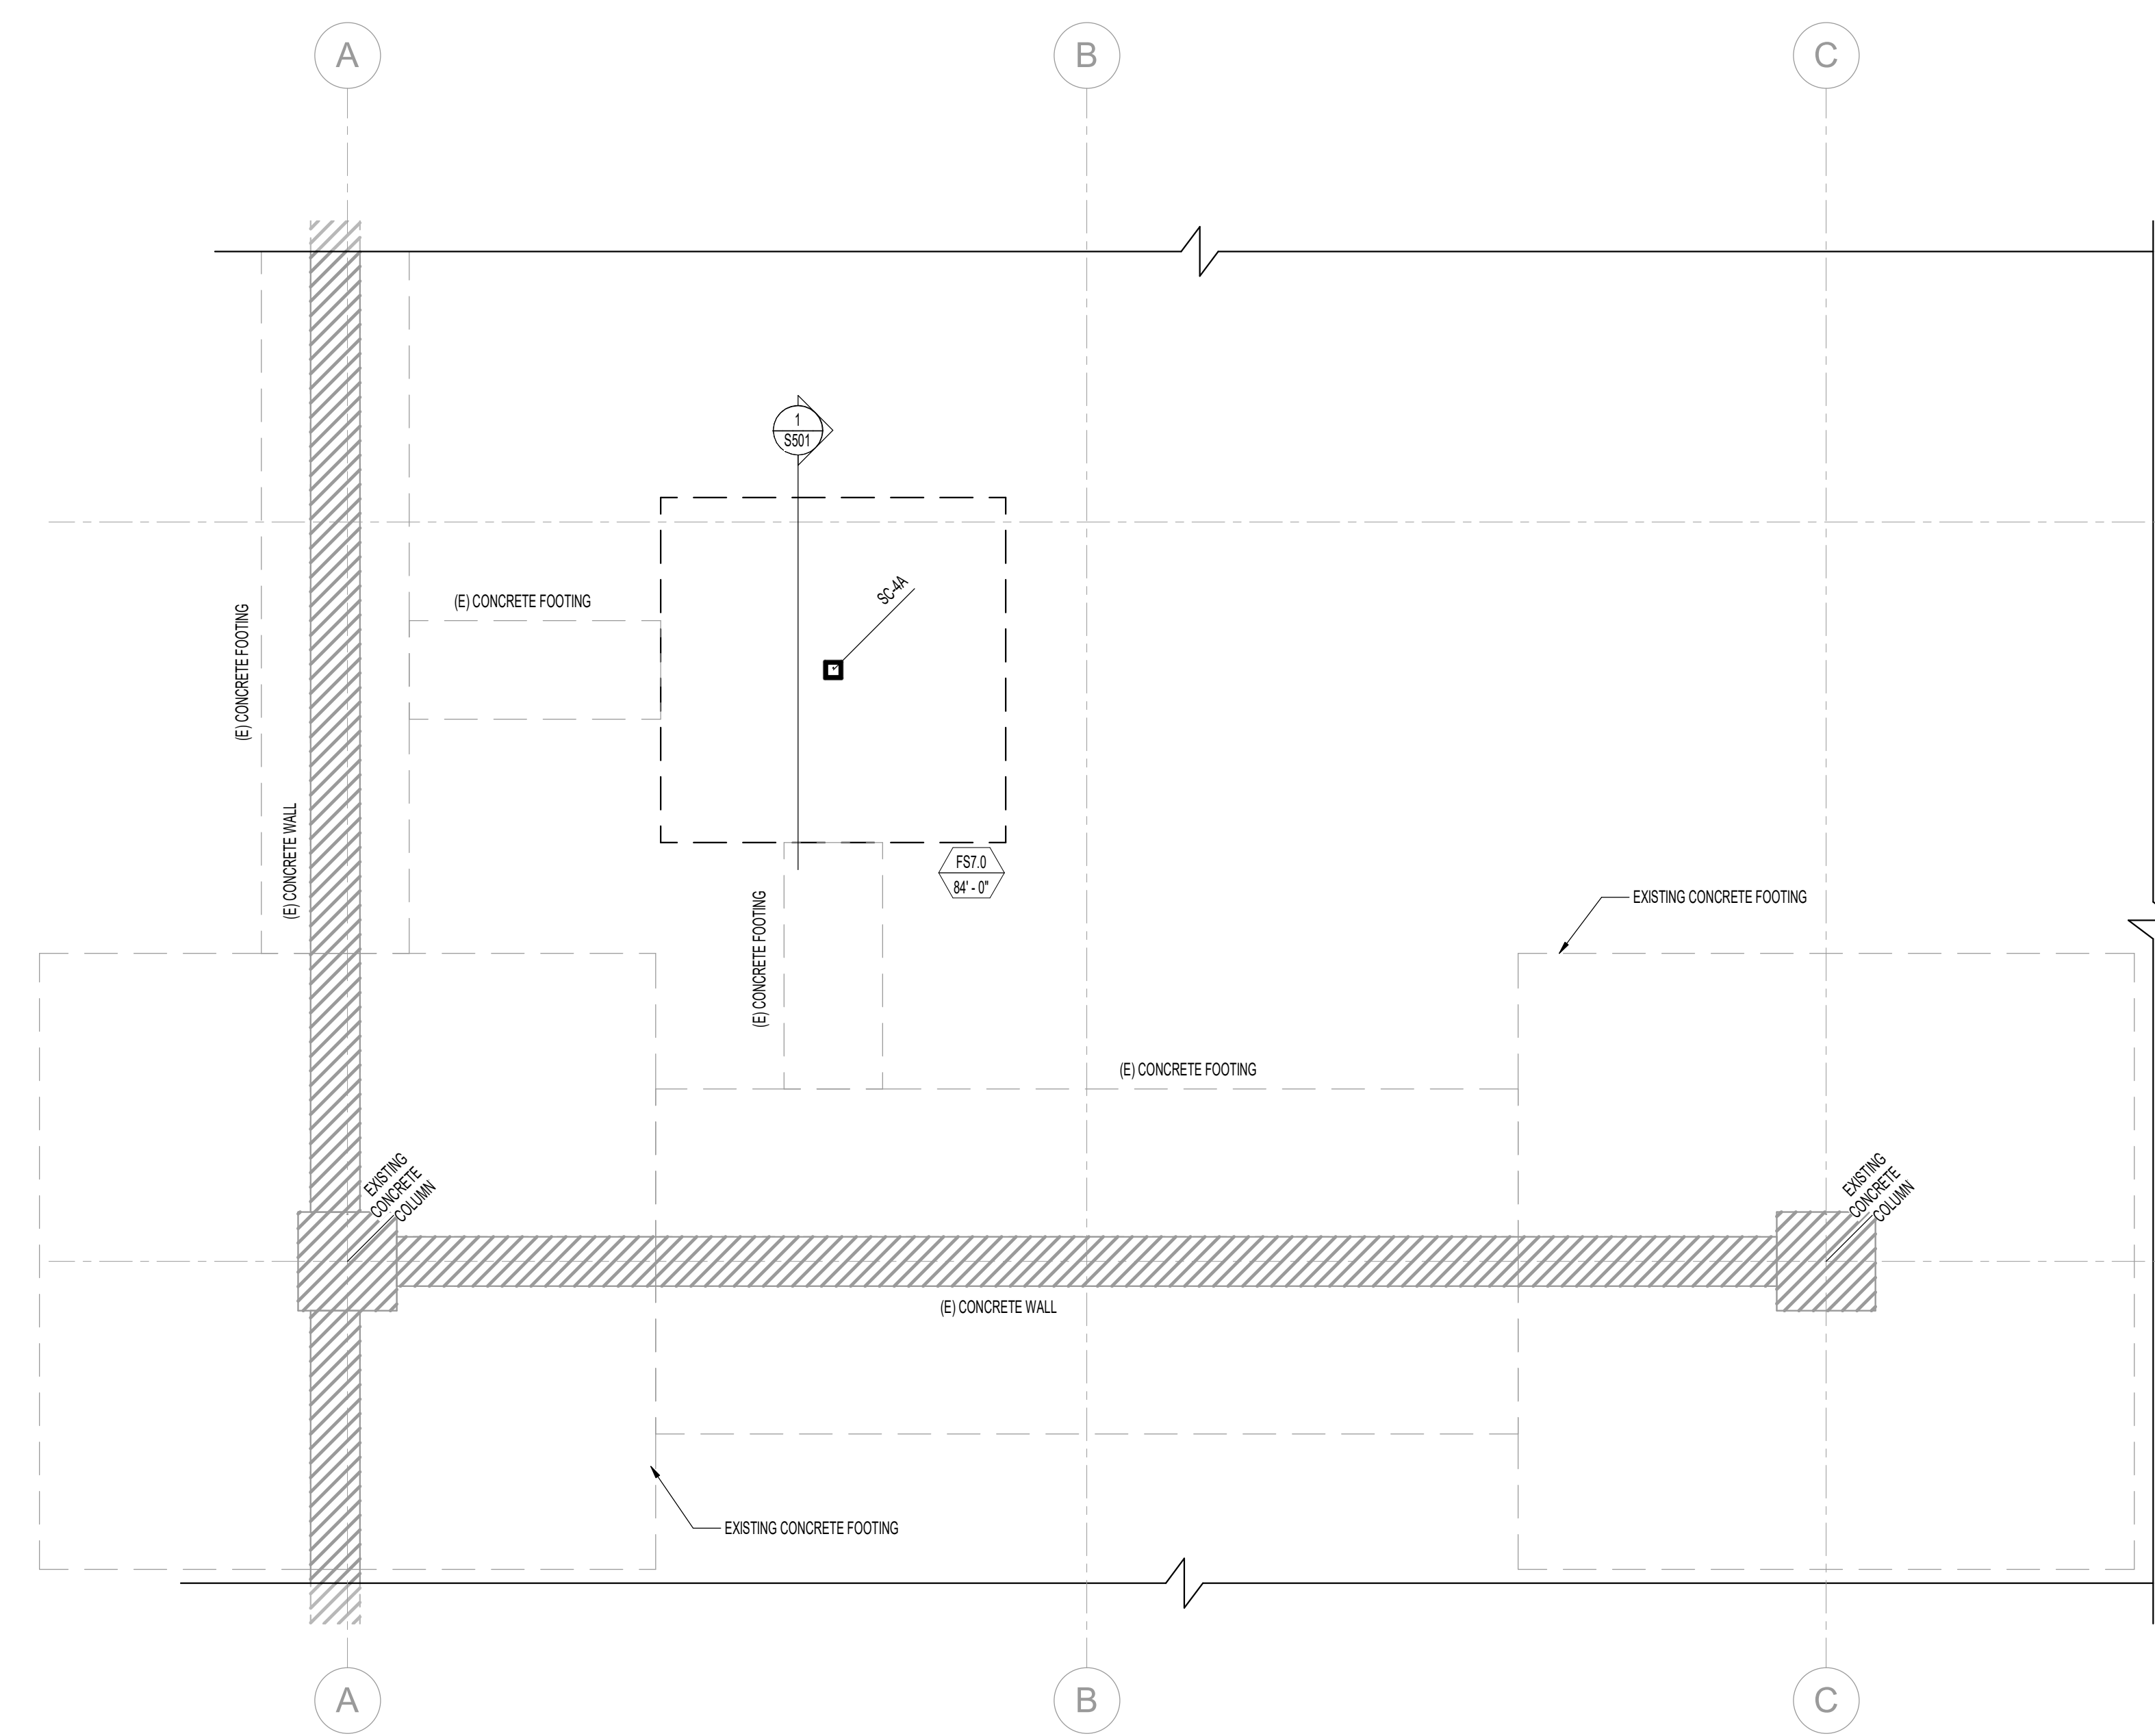 A
B
C
1
S501
SC-4A
(E) CONCRETE FOOTING
(E) CONCRETE FOOTING
(E) CONCRETE WALL
FS7.0
84' - 0"
(E) CONCRETE FOOTING
EXISTING CONCRETE FOOTING
(E) CONCRETE FOOTING
EXISTING
CONCRETE
COLUMN
EXISTING
CONCRETE
COLUMN
(E) CONCRETE WALL
EXISTING CONCRETE FOOTING
A
B
C